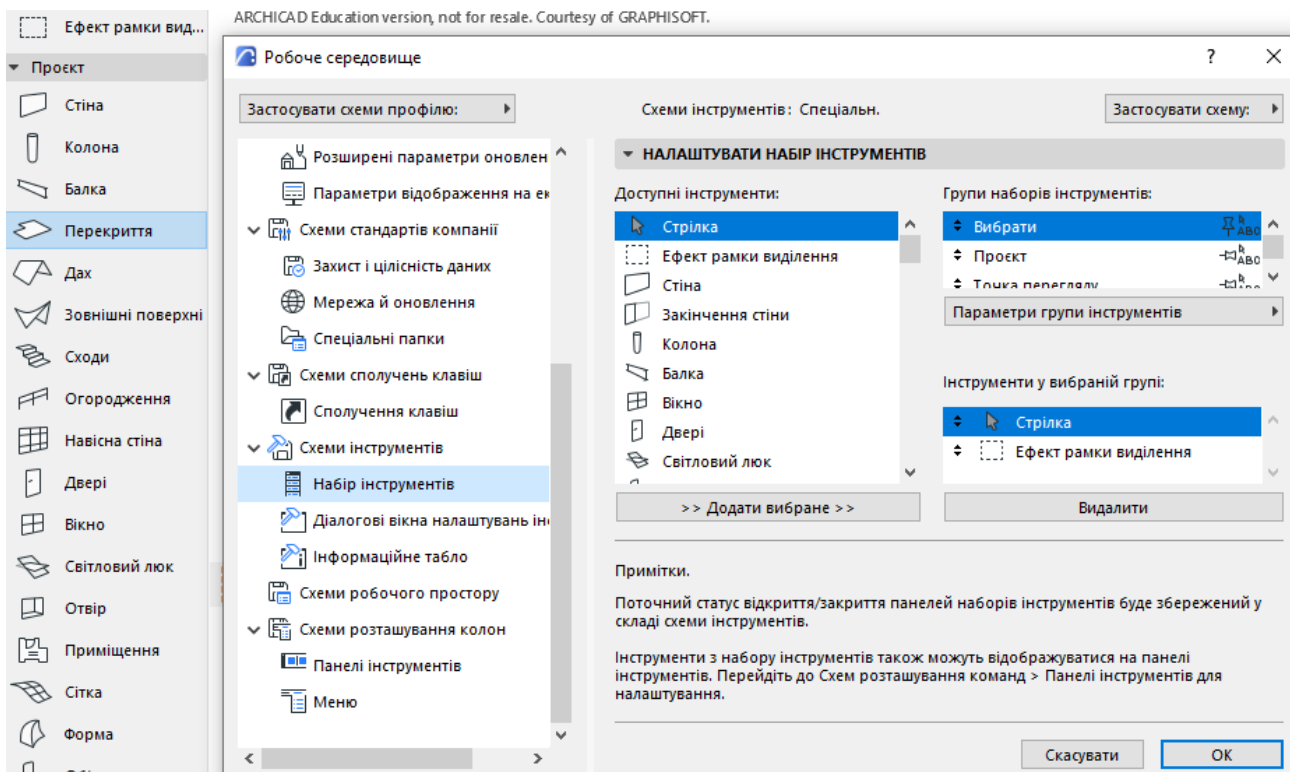 ARCHICAD Education version, not for resale. Courtesy of GRAPHISOFT.
Ефект рамки вид...
Проєкт
Стіна
Колона
Балка
Перекриття
Дах
Зовнішні поверхні
Сходи
Огородження
Навісна стіна
Двері
Вікно
Світловий люк
Отвір
Приміщення
Сітка
Форма
Робоче середовище
?
Застосувати схеми профілю:
Схеми інструментів: Спеціальн.
Застосувати схему:
Розширені параметри оновлен
Параметри відображення на ек
Схеми стандартів компанії
Захист і цілісність даних
Мережа й оновлення
Спеціальні папки
Схеми сполучень клавіш
Сполучення клавіш
Схеми інструментів
Набір інструментів
Діалогові вікна налаштувань інс
Інформаційне табло
Схеми робочого простору
Схеми розташування колон
Панелі інструментів
Меню
НАЛАШТУВАТИ НАБІР ІНСТРУМЕНТІВ
Доступні інструменти:
Стрілка
Ефект рамки виділення
Стіна
Закінчення стіни
Колона
Балка
Вікно
Двері
Світловий люк
>> Додати вибране >>
Групи наборів інструментів:
Вибрати ABO
Проєкт ABO
Точка перегляду
Параметри групи інструментів
Інструменти у вибраній групі:
Стрілка
Ефект рамки виділення
Видалити
Примітки.
Поточний статус відкриття/закриття панелей наборів інструментів буде збережений у
складі схеми інструментів.
Інструменти з набору інструментів також можуть відображуватися на панелі
інструментів. Перейдіть до Схем розташування команд > Панелі інструментів для
налаштування.
Скасувати
OK